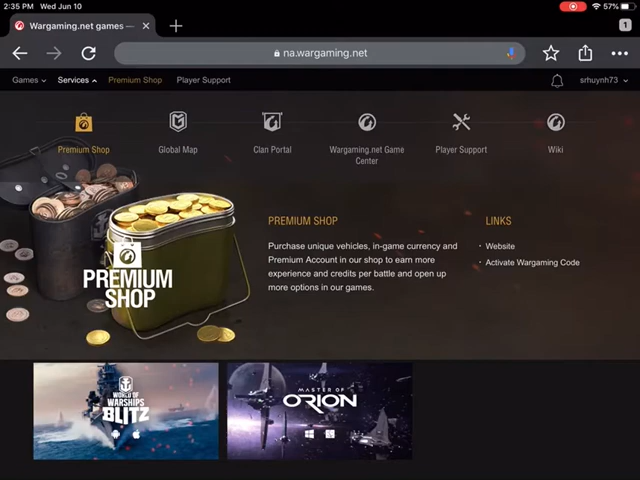 2:35 PM Wed Jun 10
57%
Wargaming.net games —
1
na.wargaming.net
Games Services Premium Shop Player Support
srhuynh73
Premium Shop
Global Map
Clan Portal
Wargaming.net Game
Center
Player Support
Wiki
PREMIUM
SHOP
PREMIUM SHOP
Purchase unique vehicles, in-game currency and
Premium Account in our shop to earn more
experience and credits per battle and open up
more options in our games.
LINKS
· Website
· Activate Wargaming Code
WORLD OF
WARSHIPS
BLITZ
MASTER OF
ORION